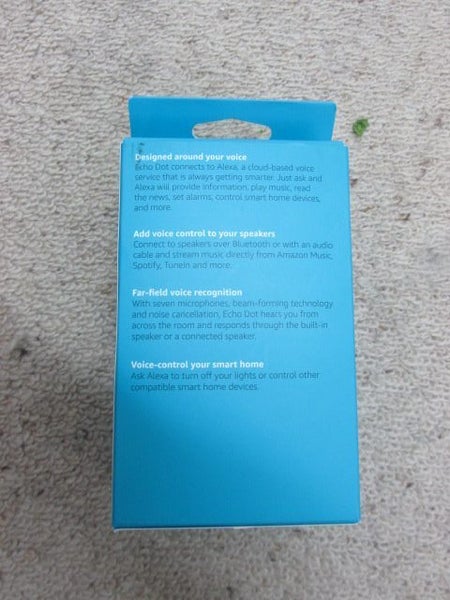 Designed around your voice
Echo Dot connects to Alexa, a cloud-based voice
service that is always getting smarter. Just ask and
Alexa will provide information, play music, read
the news, set alarms, control smart home devices,
and more.
Add voice control to your speakers
Connect to speakers over Bluetooth or with an audio
cable and stream music directly from Amazon Music,
Spotify, TuneIn and more.
Far-field voice recognition
With seven microphones, beam-forming technology
and noise cancellation, Echo Dot hears you from
across the room and responds through the built-in
speaker or a connected speaker.
Voice-control your smart home
Ask Alexa to turn off your lights or control other
compatible smart home devices.